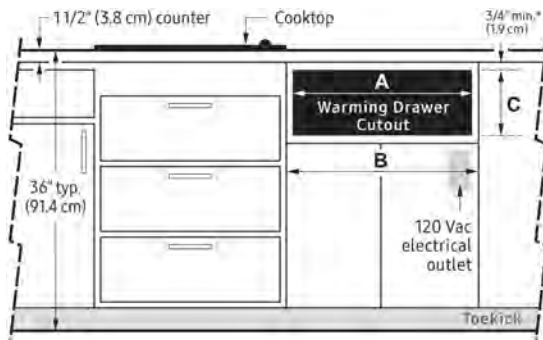 1 1/2" (3.8 cm) counter
Cooktop
3/4" min.*
(1.9 cm)
A
Warming Drawer
Cutout
C
B
36" typ.
(91.4 cm)
120 Vac
electrical
outlet
Toekick